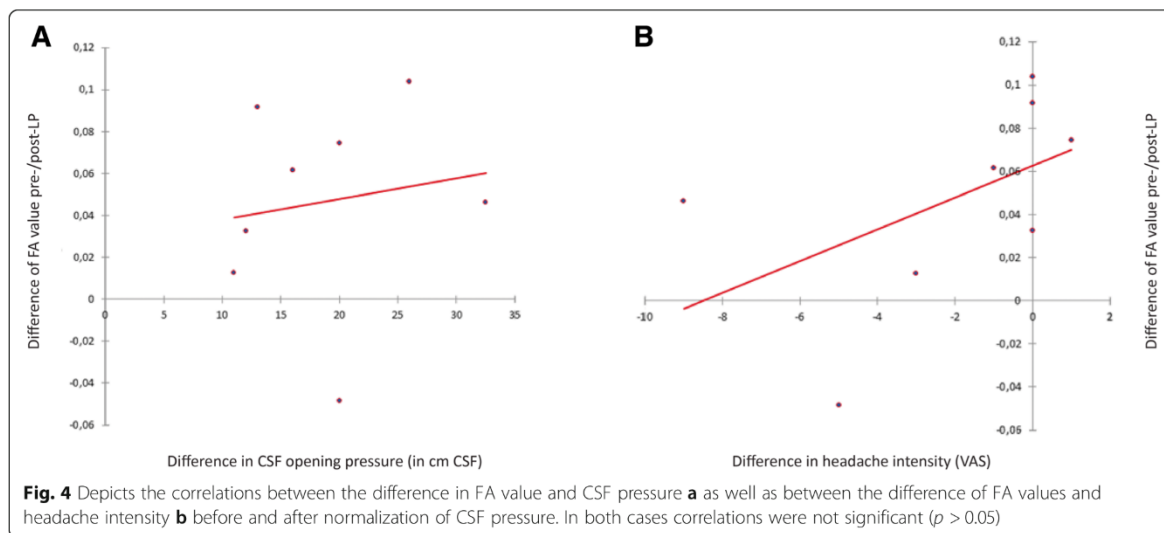 A
Difference of FA value pre-/post-LP
0,12
0,1
0,08
0,06
0,04
0,02
0
-0,02
-0,04
-0,06
0 5 10 15 20 25 30 35
Difference in CSF opening pressure (in cm CSF)
B
0,12
0,1
0,08
0,06
0,04
0,02
0
-0,02
-0,04
-0,06
-10 -8 -6 -4 -2 0 2
Difference of FA value pre-/post-LP
Difference in headache intensity (VAS)
Fig. 4 Depicts the correlations between the difference in FA value and CSF pressure a as well as between the difference of FA values and
headache intensity b before and after normalization of CSF pressure. In both cases correlations were not significant (p > 0.05)